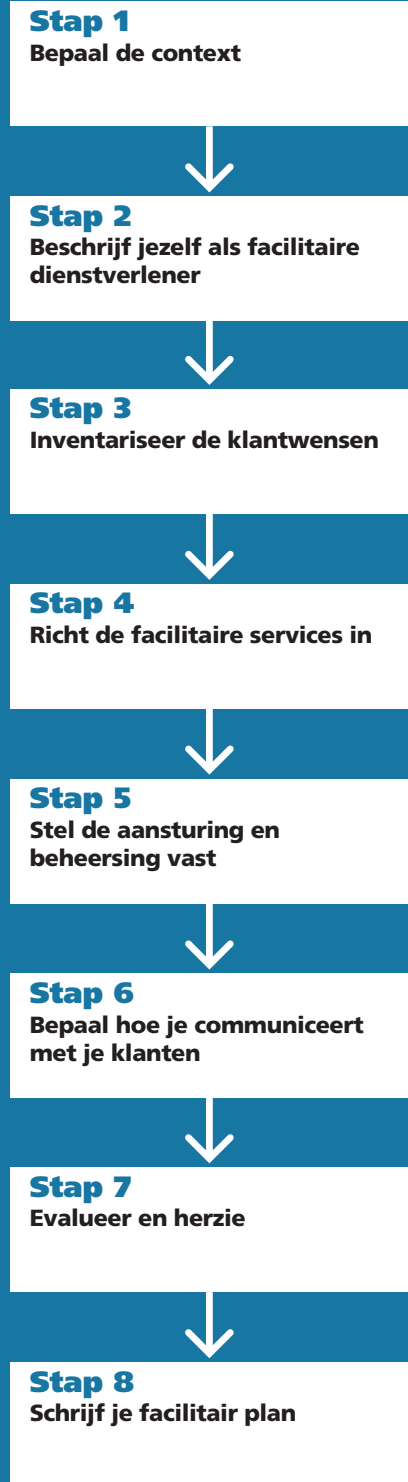 Stap 1
Bepaal de context
Stap 2
Beschrijf jezelf als facilitaire
dienstverlener
Stap 3
Inventariseer de klantwensen
Stap 4
Richt de facilitaire services in
Stap 5
Stel de aansturing en
beheersing vast
Stap 6
Bepaal hoe je communiceert
met je klanten
Stap 7
Evalueer en herzie
Stap 8
Schrijf je facilitair plan